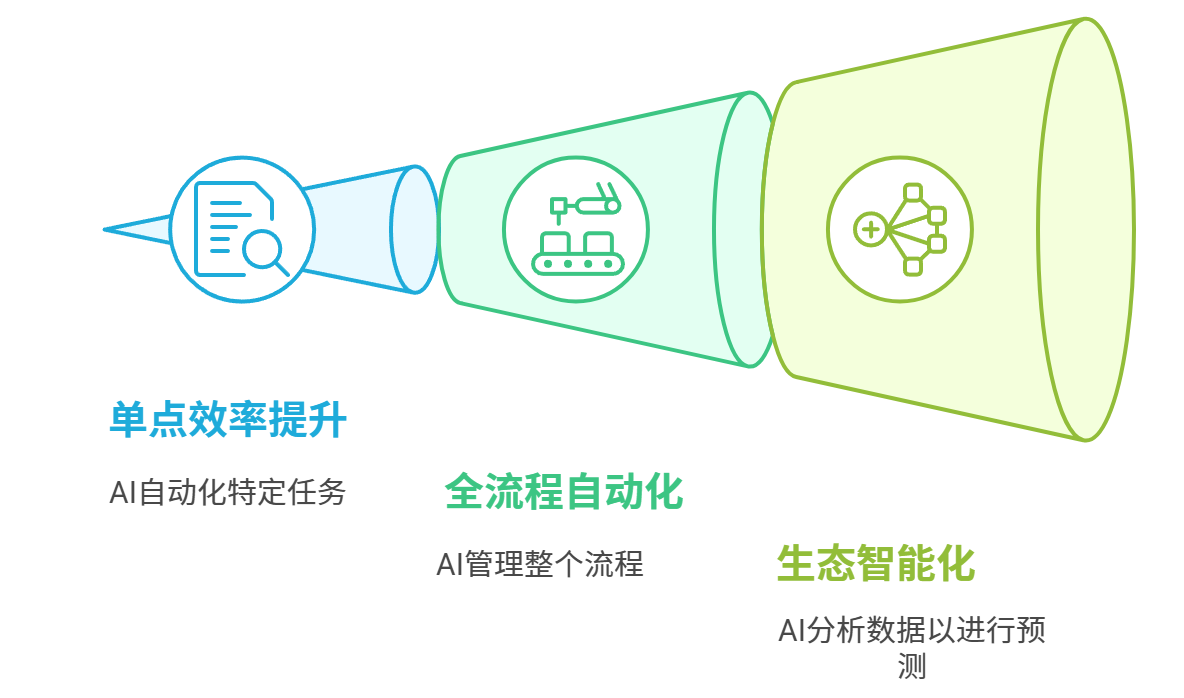 单点效率提升
AI自动化特定任务
全流程自动化
AI管理整个流程
生态智能化
AI分析数据以进行预
测